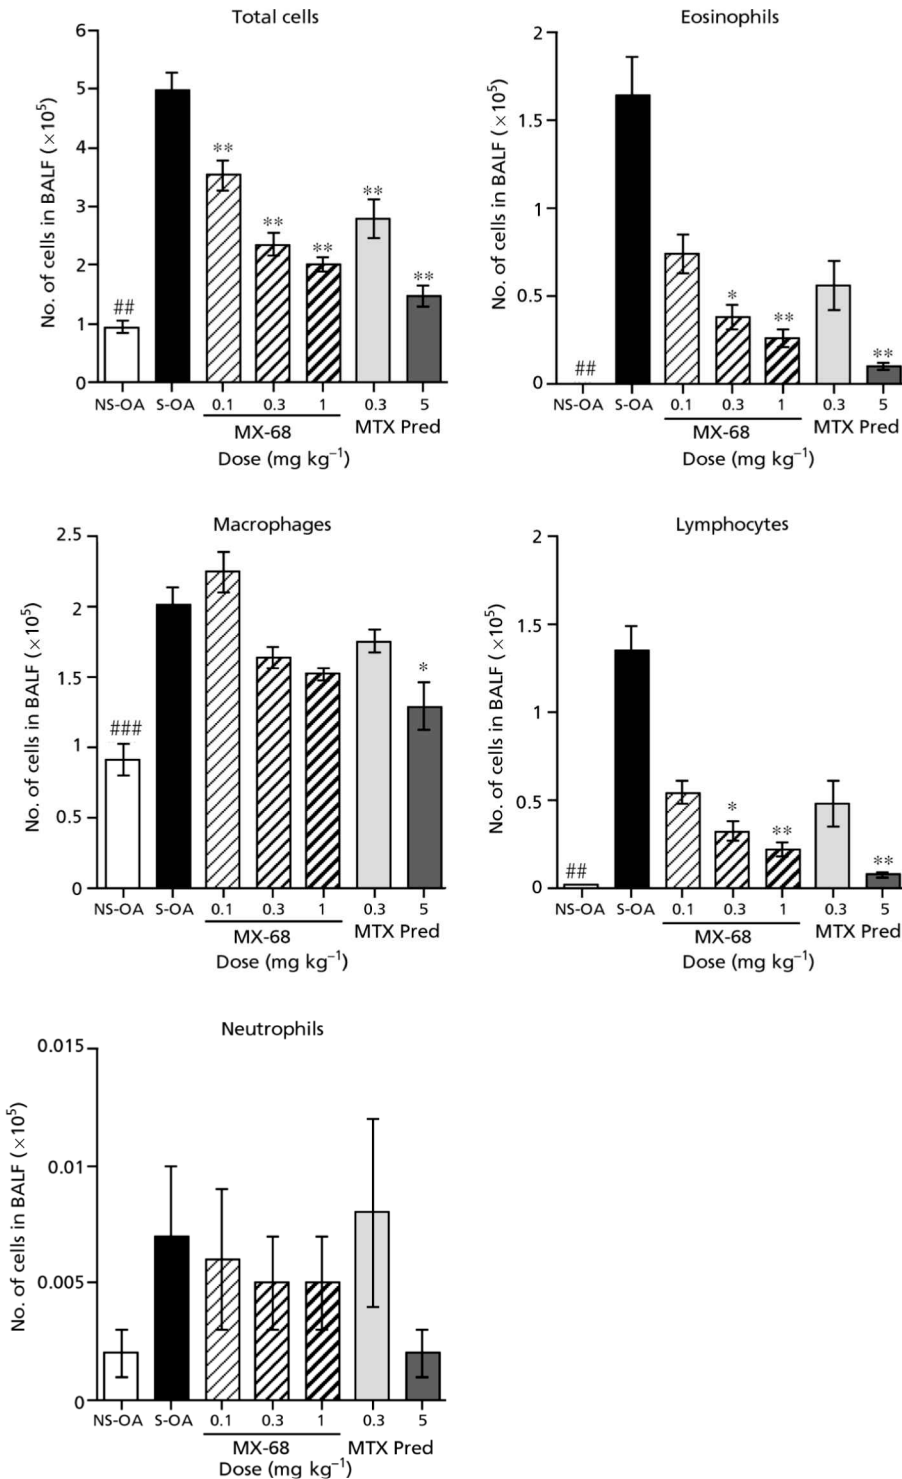 Total cells
No. of cells in BALF (×10⁵)
6
5
4
3
2
1
0
##
**
**
**
**
**
NS-OA S-OA 0.1 0.3 1 0.3 5
MX-68 MTX Pred
Dose (mg kg⁻¹)
Eosinophils
No. of cells in BALF (×10⁵)
2
1.5
1
0.5
0
##
*
**
**
NS-OA S-OA 0.1 0.3 1 0.3 5
MX-68 MTX Pred
Dose (mg kg⁻¹)
Macrophages
No. of cells in BALF (×10⁵)
2.5
2
1.5
1
0.5
0
###
*
NS-OA S-OA 0.1 0.3 1 0.3 5
MX-68 MTX Pred
Dose (mg kg⁻¹)
Lymphocytes
No. of cells in BALF (×10⁵)
2
1.5
1
0.5
0
##
*
**
**
NS-OA S-OA 0.1 0.3 1 0.3 5
MX-68 MTX Pred
Dose (mg kg⁻¹)
Neutrophils
No. of cells in BALF (×10⁵)
0.015
0.01
0.005
0
NS-OA S-OA 0.1 0.3 1 0.3 5
MX-68 MTX Pred
Dose (mg kg⁻¹)